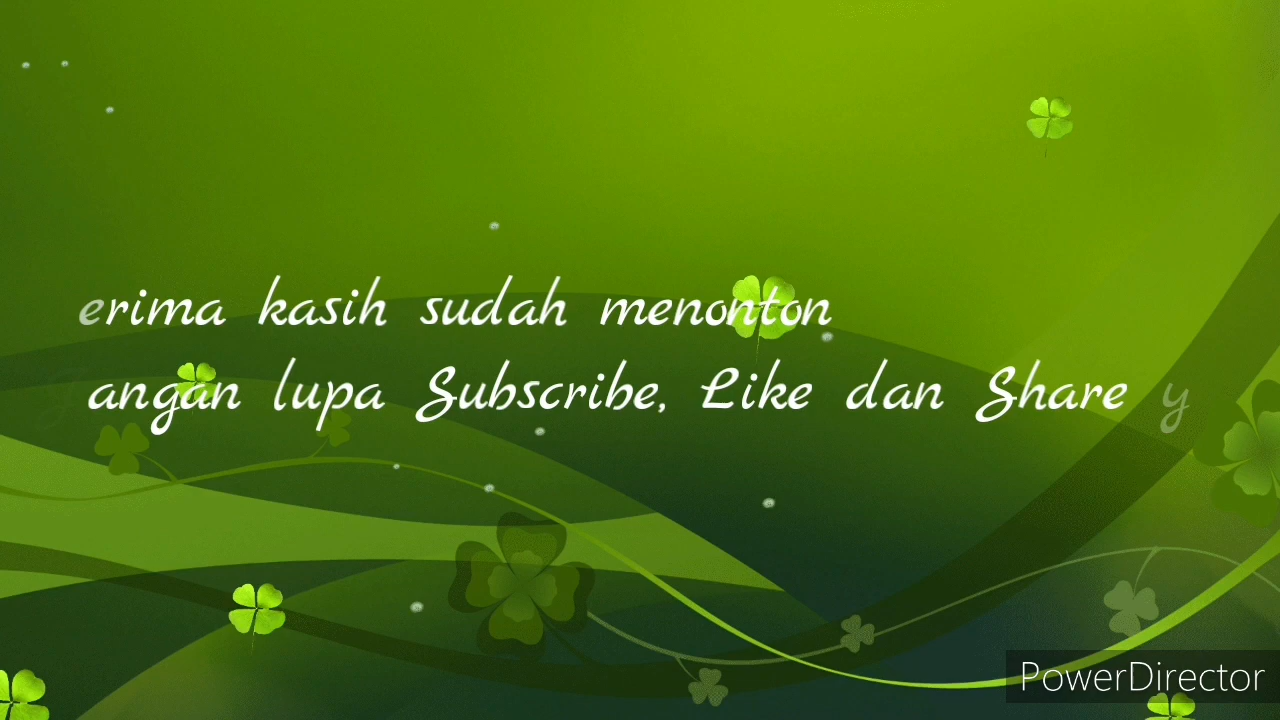 erima kasih sudah menonton
angan lupa Subscribe, Like dan Share y
PowerDirector